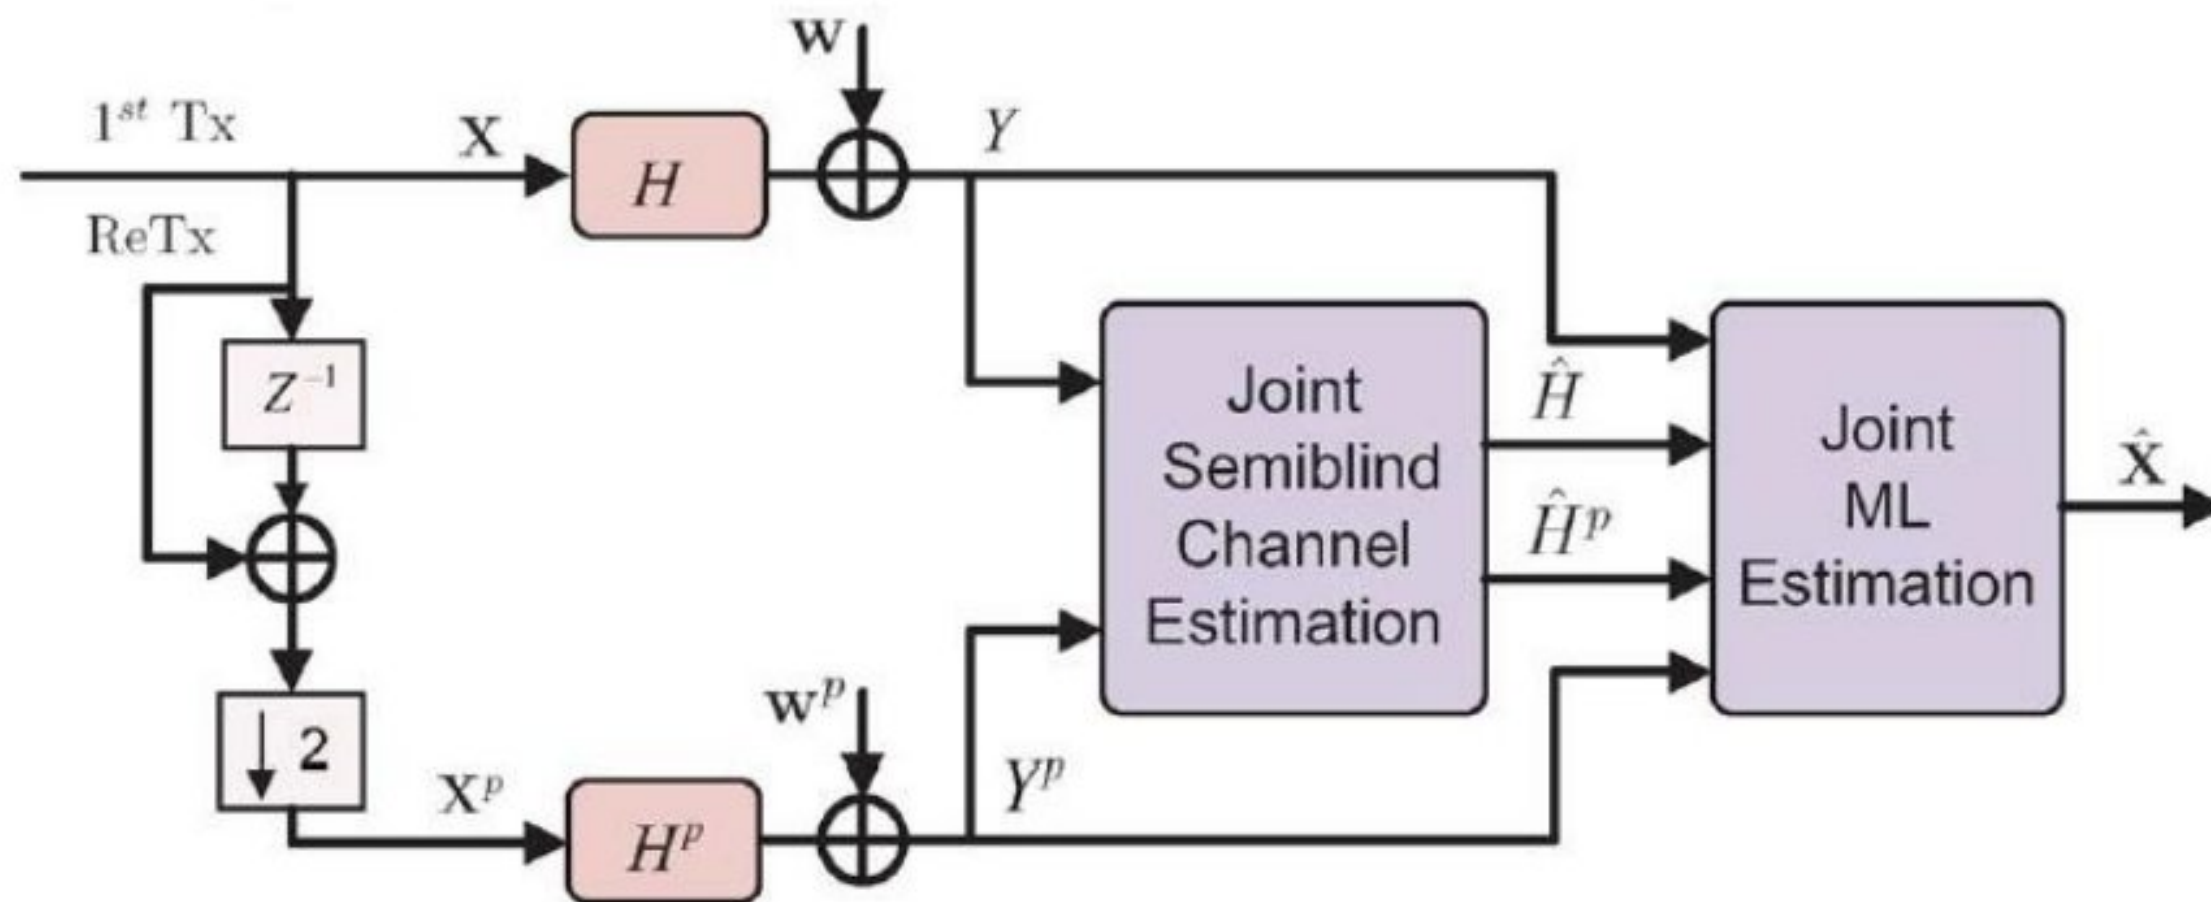 W
1ˢᵗ Tx
X
H
Y
ReTx
Z⁻¹
Joint
Semiblind
Channel
Estimation
Ĥ
Ĥᵖ
Joint
ML
Estimation
X̂
↓ 2
Xᵖ
Hᵖ
Wᵖ
Yᵖ